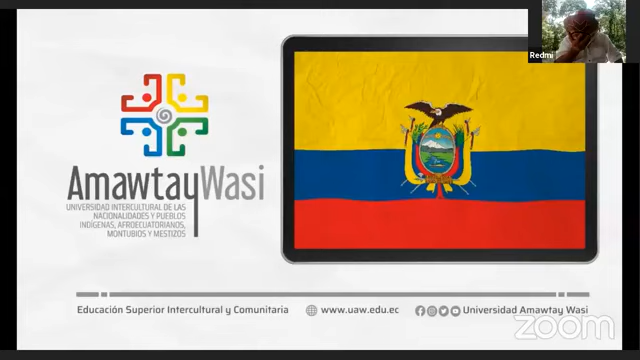 Redmi
AmawtayWasi
UNIVERSIDAD INTERCULTURAL DE LAS
NACIONALIDADES Y PUEBLOS
INDÍGENAS, AFROECUATORIANOS,
MONTUBIOS Y MESTIZOS
Educación Superior Intercultural y Comunitaria
www.uaw.edu.ec
Universidad Amawtay Wasi
zoom